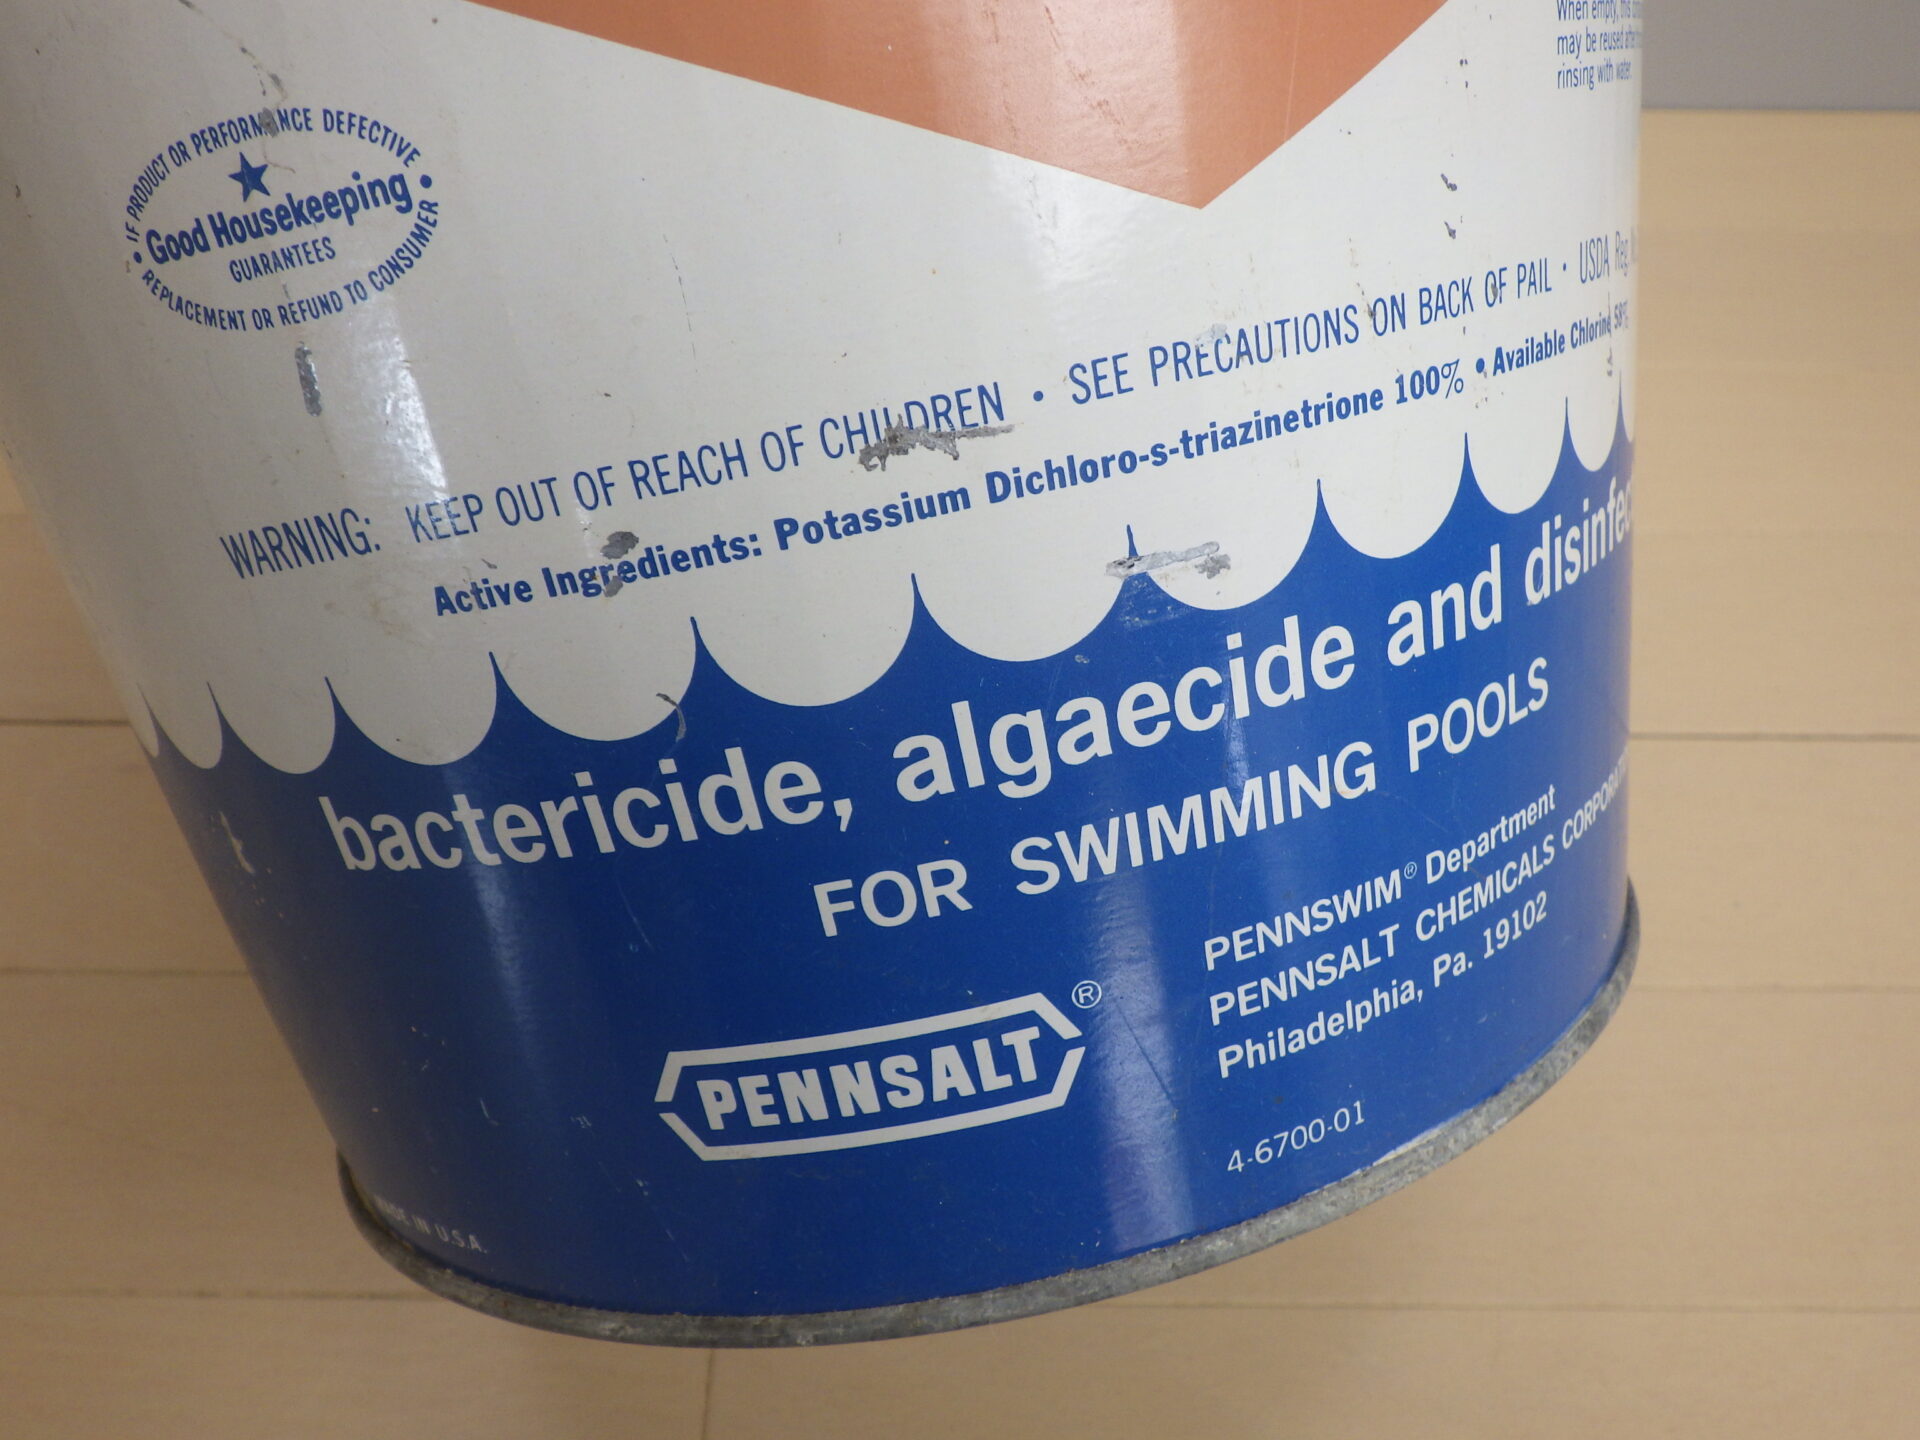 When empty, this
may be reused after
rinsing with water.
IF PRODUCT OR PERFORMANCE DEFECTIVE
Good Housekeeping
GUARANTEES
REPLACEMENT OR REFUND TO CONSUMER
WARNING: KEEP OUT OF REACH OF CHILDREN • SEE PRECAUTIONS ON BACK OF PAIL • USDA Reg.
Active Ingredients: Potassium Dichloro-s-triazinetrione 100% • Available Chlorine 58%
bactericide, algaecide and disinfec
FOR SWIMMING POOLS
PENNSWIM® Department
PENNSALT CHEMICALS CORPORAT
Philadelphia, Pa. 19102
PENNSALT®
4-6700-01
MADE IN U.S.A.